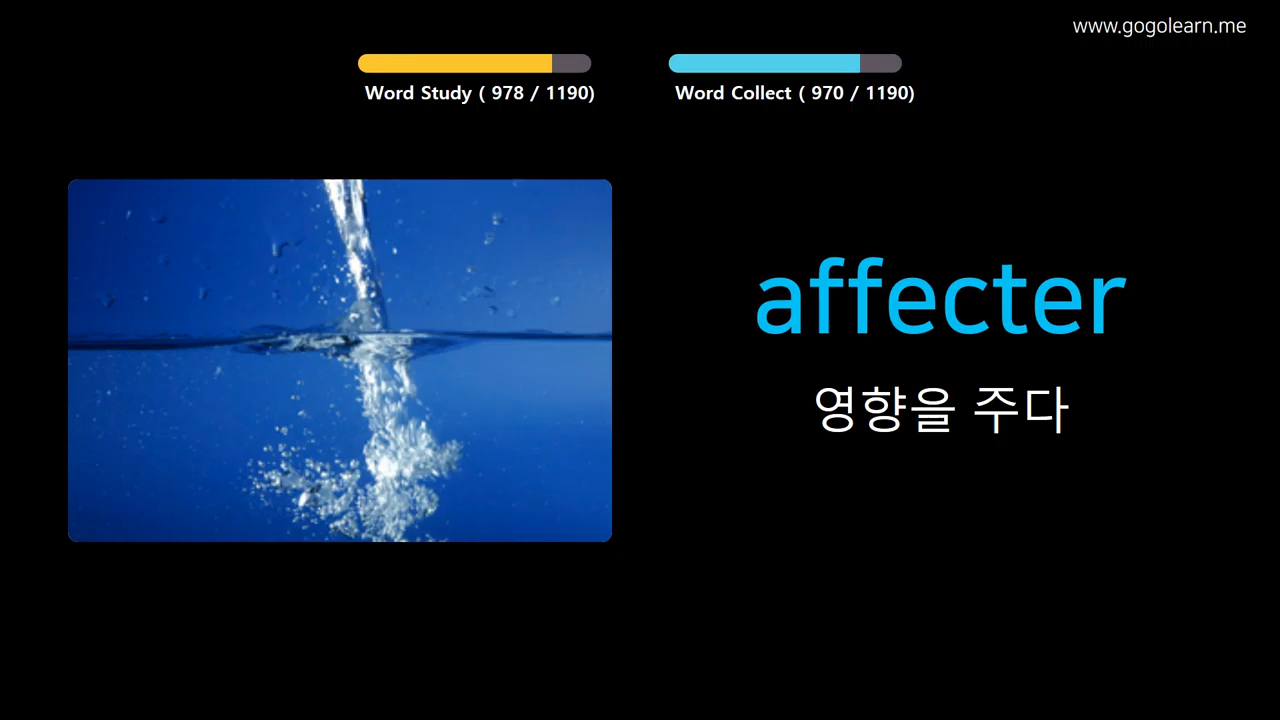 www.gogolearn.me
Word Study ( 978 / 1190)
Word Collect ( 970 / 1190)
affecter
영향을 주다